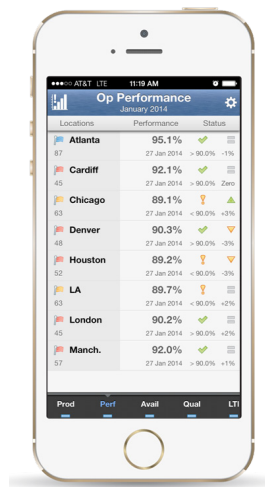 AT&T LTE 11:19 AM
Op Performance
January 2014
Locations Performance Status
Atlanta 95.1%
87 27 Jan 2014 > 90.0% -1%
Cardiff 92.1%
45 27 Jan 2014 > 90.0% Zero
Chicago 89.1%
63 27 Jan 2014 < 90.0% +3%
Denver 90.3%
48 27 Jan 2014 > 90.0% -3%
Houston 89.2%
52 27 Jan 2014 < 90.0% -3%
LA 89.7%
63 27 Jan 2014 < 90.0% +2%
London 90.2%
45 27 Jan 2014 > 90.0% +2%
Manch. 92.0%
57 27 Jan 2014 > 90.0% +1%
Prod Perf Avail Qual LTI